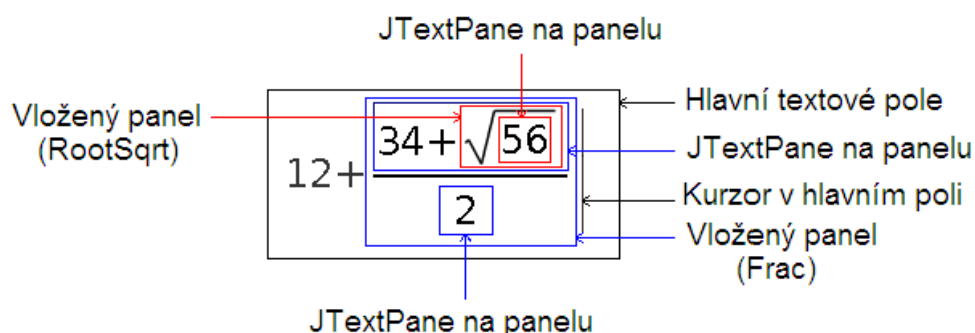 JTextPane na panelu
Vložený panel
(RootSqrt)
Hlavní textové pole
34+√56
JTextPane na panelu
12+
Kurzor v hlavním poli
2
Vložený panel
(Frac)
JTextPane na panelu